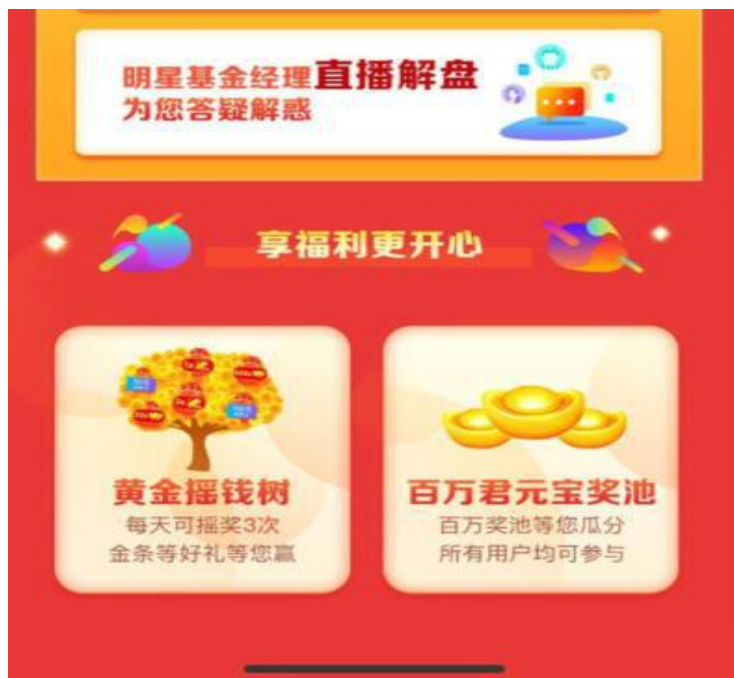 明星基金经理直播解盘
为您答疑解惑
享福利更开心
黄金摇钱树
每天可摇奖3次
金条等好礼等您赢
百万君元宝奖池
百万奖池等您瓜分
所有用户均可参与